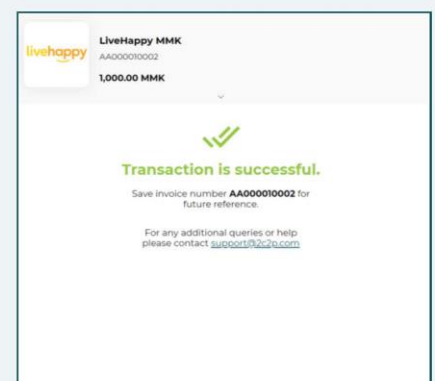 livehappy
LiveHappy MMK
AA000010002
1,000.00 MMK
Transaction is successful.
Save invoice number AA000010002 for
future reference.
For any additional queries or help
please contact support@2c2p.com